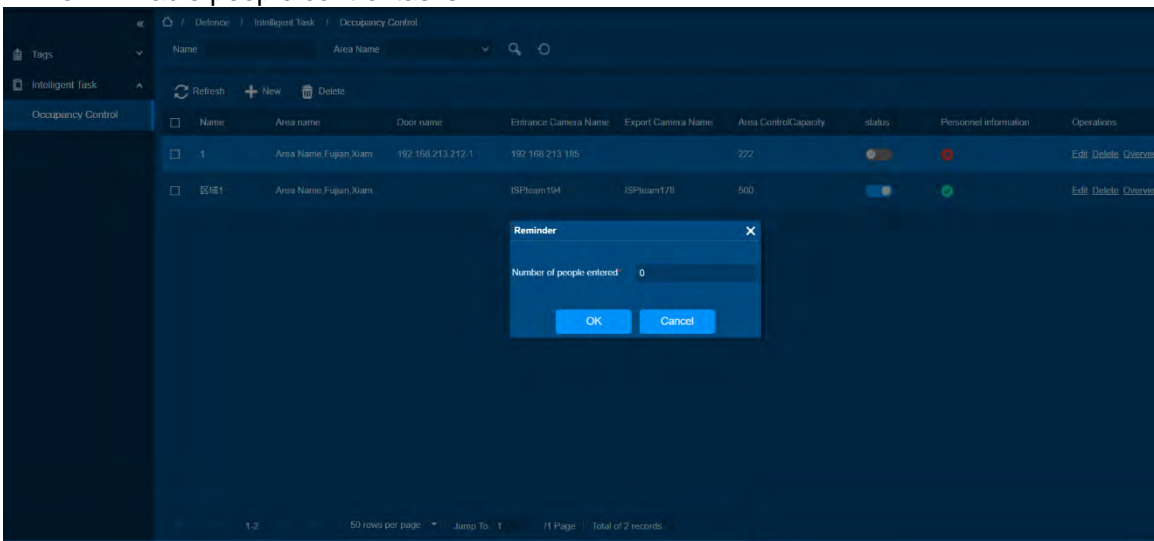 « / Defence / Intelligent Task / Occupancy Control
Tags
Name Area Name
Intelligent Task
Refresh New Delete
Occupancy Control
Name Area name Door name Entrance Camera Name Export Camera Name Area ControlCapacity status Personnel information Operations
1 Area Name,Fujian,Xiam 192.168.213.212-1 192.168.213.185 222 Edit Delete Overvie
区域1 Area Name,Fujian,Xiam ISPteam194 ISPteam178 500 Edit Delete Overvie
Reminder
Number of people entered* 0
OK Cancel
1-2 50 rows per page Jump To 1 /1 Page Total of 2 records